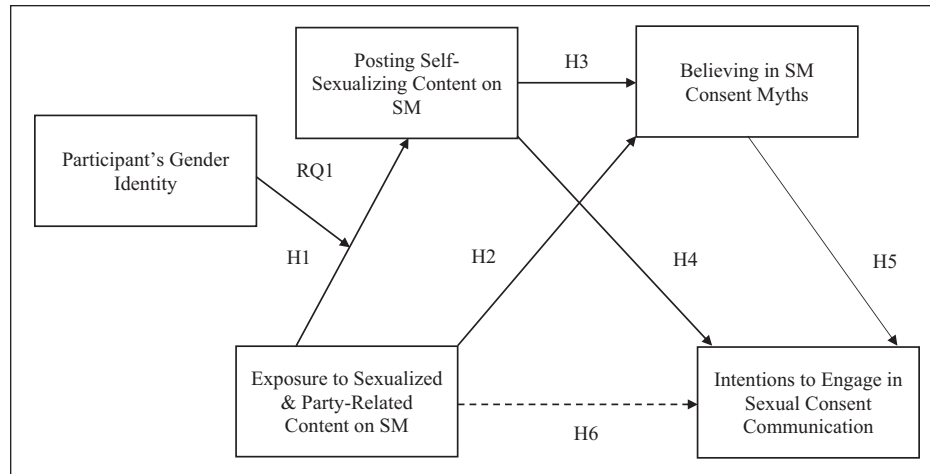 Posting Self-
Sexualizing Content on
SM
H3
Believing in SM
Consent Myths
Participant's Gender
Identity
RQ1
H1
H2
H4
H5
Exposure to Sexualized
& Party-Related
Content on SM
H6
Intentions to Engage in
Sexual Consent
Communication